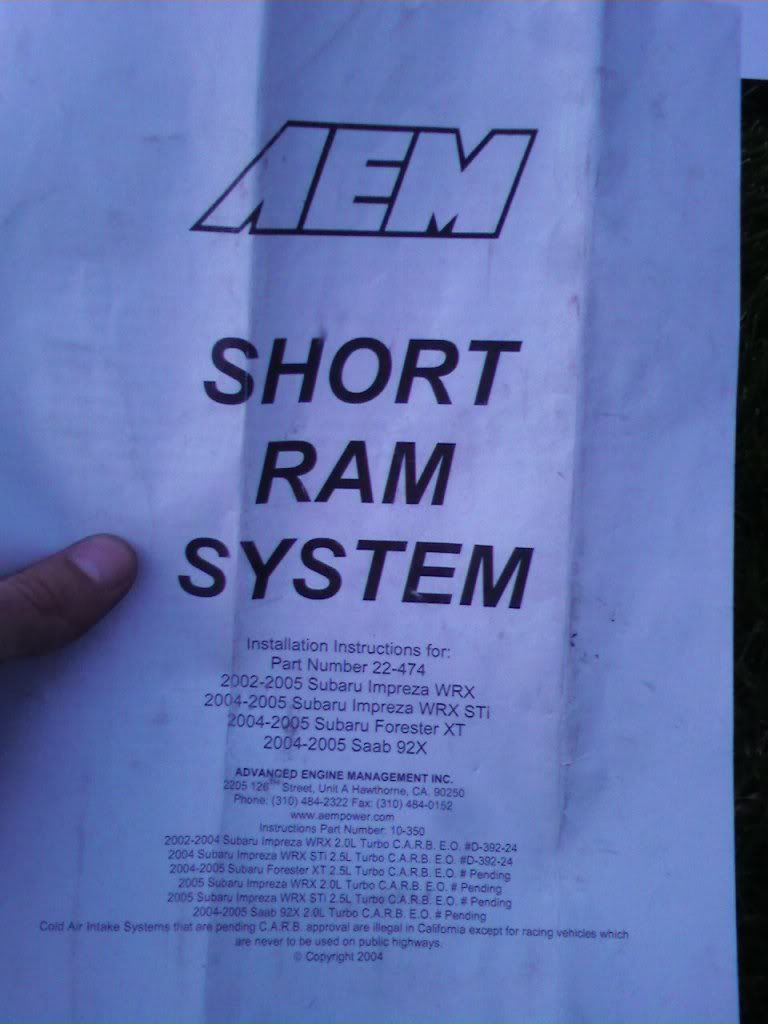 AEM
SHORT
RAM
SYSTEM
Installation Instructions for:
Part Number 22-474
2002-2005 Subaru Impreza WRX
2004-2005 Subaru Impreza WRX STi
2004-2005 Subaru Forester XT
2004-2005 Saab 92X
ADVANCED ENGINE MANAGEMENT INC.
2205 126TH Street, Unit A Hawthorne, CA. 90250
Phone: (310) 484-2322 Fax: (310) 484-0152
www.aempower.com
Instructions Part Number: 10-350
2002-2004 Subaru Impreza WRX 2.0L Turbo C.A.R.B. E.O. #D-392-24
2004 Subaru Impreza WRX STi 2.5L Turbo C.A.R.B. E.O. #D-392-24
2004-2005 Subaru Forester XT 2.5L Turbo C.A.R.B. E.O. # Pending
2005 Subaru Impreza WRX 2.0L Turbo C.A.R.B. E.O. # Pending
2005 Subaru Impreza WRX STi 2.5L Turbo C.A.R.B. E.O. # Pending
2004-2005 Saab 92X 2.0L Turbo C.A.R.B. E.O. # Pending
Cold Air Intake Systems that are pending C.A.R.B. approval are illegal in California except for racing vehicles which
are never to be used on public highways.
© Copyright 2004